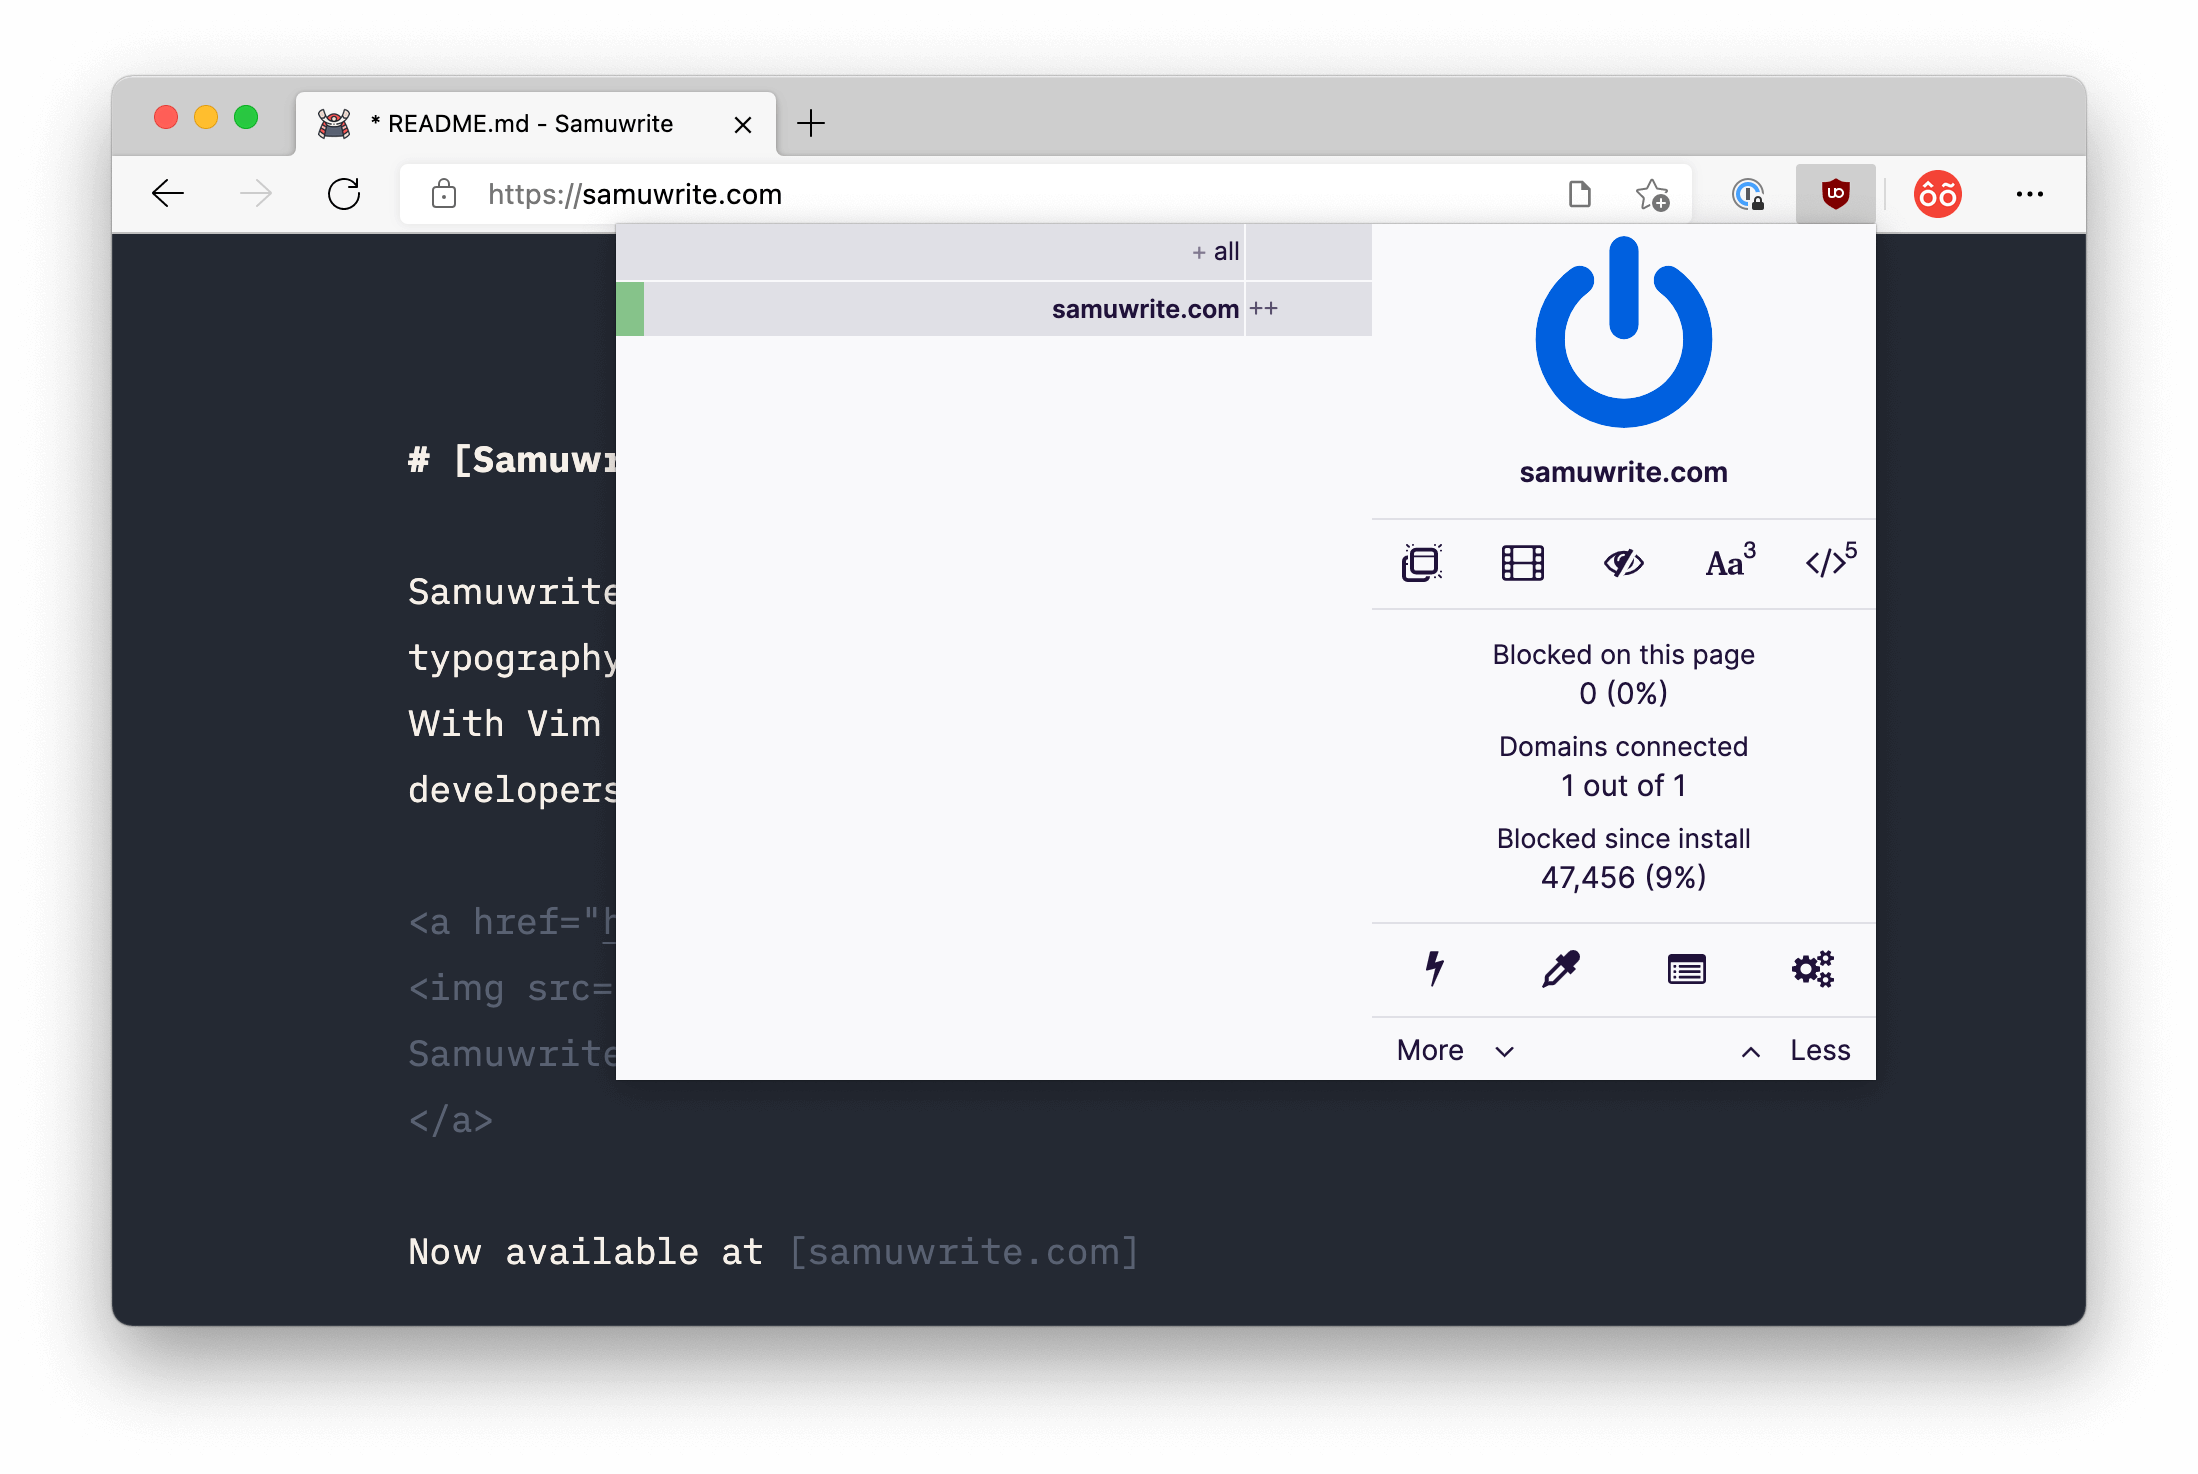 * README.md - Samuwrite
https://samuwrite.com
+ all
samuwrite.com ++
samuwrite.com
Aa3
</>5
Blocked on this page
0 (0%)
Domains connected
1 out of 1
Blocked since install
47,456 (9%)
More
Less
# [Samuwr
Samuwrite
typography
With Vim
developers
<a href="h
<img src=
Samuwrite
</a>
Now available at [samuwrite.com]